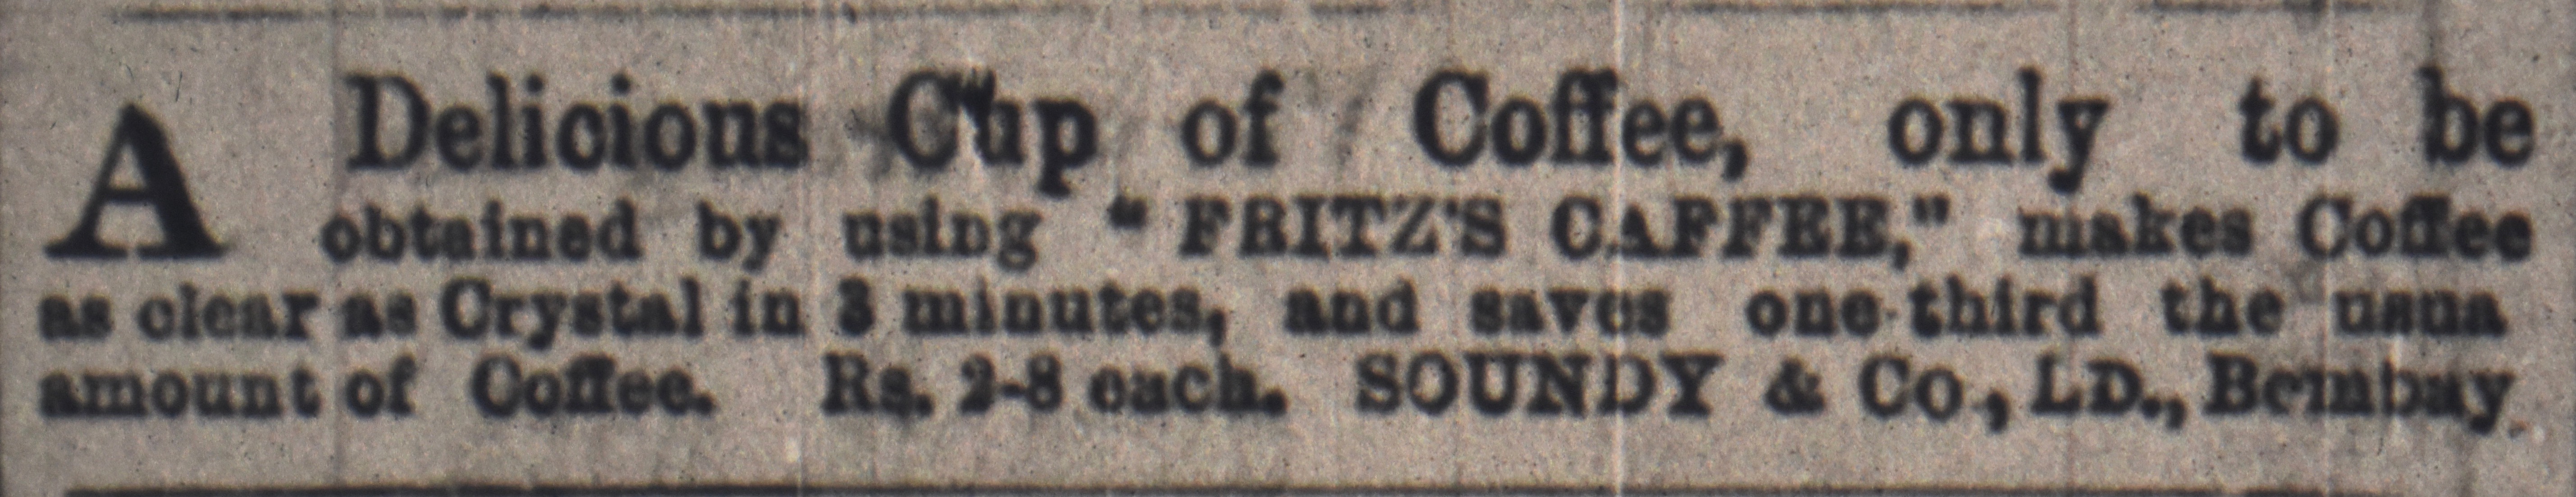 A Delicious Cup of Coffee, only to be
obtained by using "FRITZ'S CAFFEE," makes Coffee
as clear as Crystal in 3 minutes, and saves one-third the usua
amount of Coffee. Rs. 2-8 each. SOUNDY & Co., LD., Bombay.